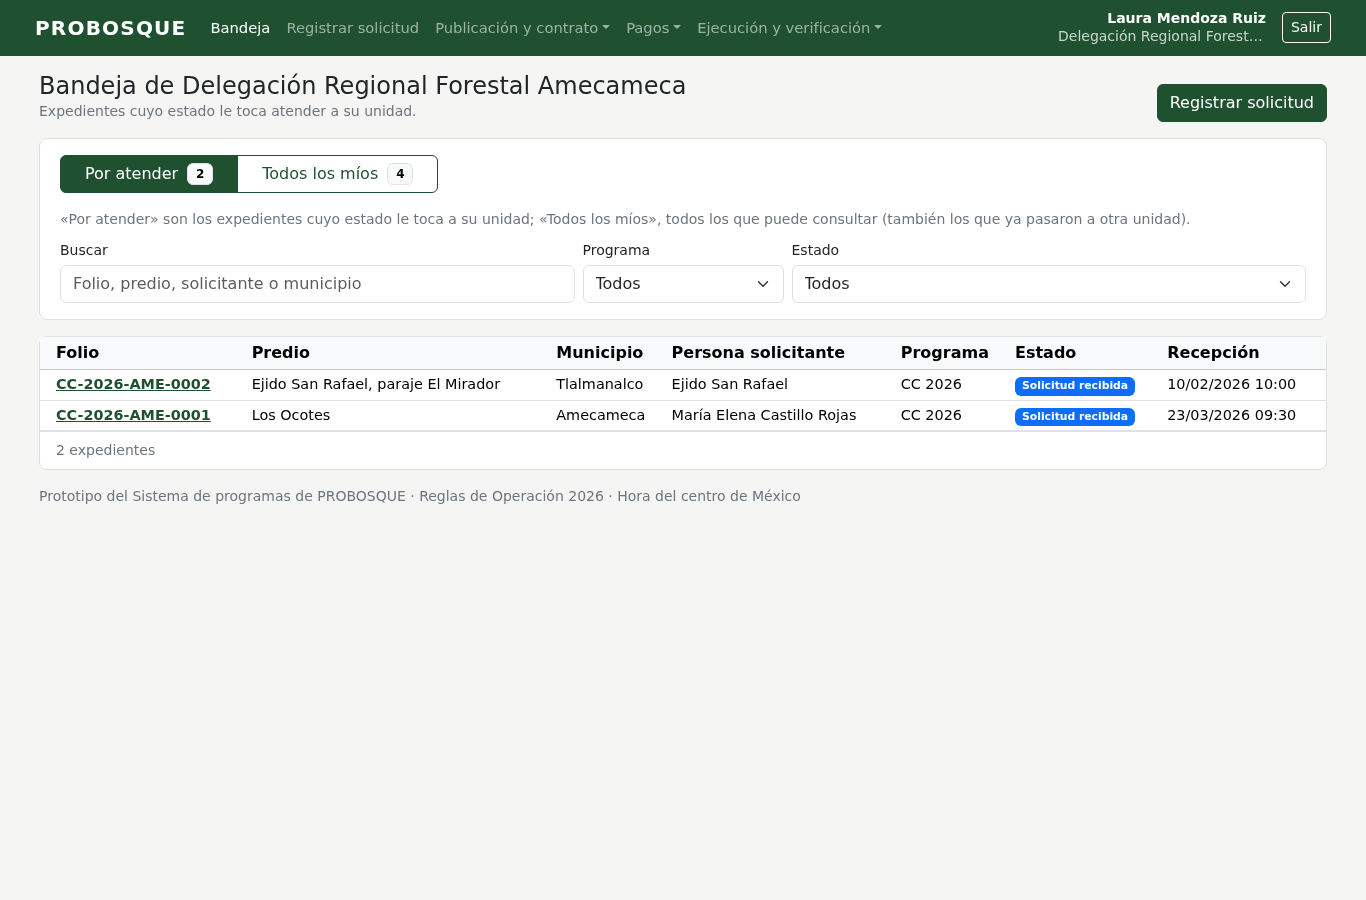 PROBOSQUE Bandeja Registrar solicitud Publicación y contrato Pagos Ejecución y verificación Laura Mendoza Ruiz Salir
Delegación Regional Forest...
Bandeja de Delegación Regional Forestal Amecameca
Expedientes cuyo estado le toca atender a su unidad.
Registrar solicitud
Por atender 2 Todos los míos 4
«Por atender» son los expedientes cuyo estado le toca a su unidad; «Todos los míos», todos los que puede consultar (también los que ya pasaron a otra unidad).
Buscar Programa Estado
Folio, predio, solicitante o municipio Todos Todos
Folio Predio Municipio Persona solicitante Programa Estado Recepción
CC-2026-AME-0002 Ejido San Rafael, paraje El Mirador Tlalmanalco Ejido San Rafael CC 2026 Solicitud recibida 10/02/2026 10:00
CC-2026-AME-0001 Los Ocotes Amecameca María Elena Castillo Rojas CC 2026 Solicitud recibida 23/03/2026 09:30
2 expedientes
Prototipo del Sistema de programas de PROBOSQUE · Reglas de Operación 2026 · Hora del centro de México